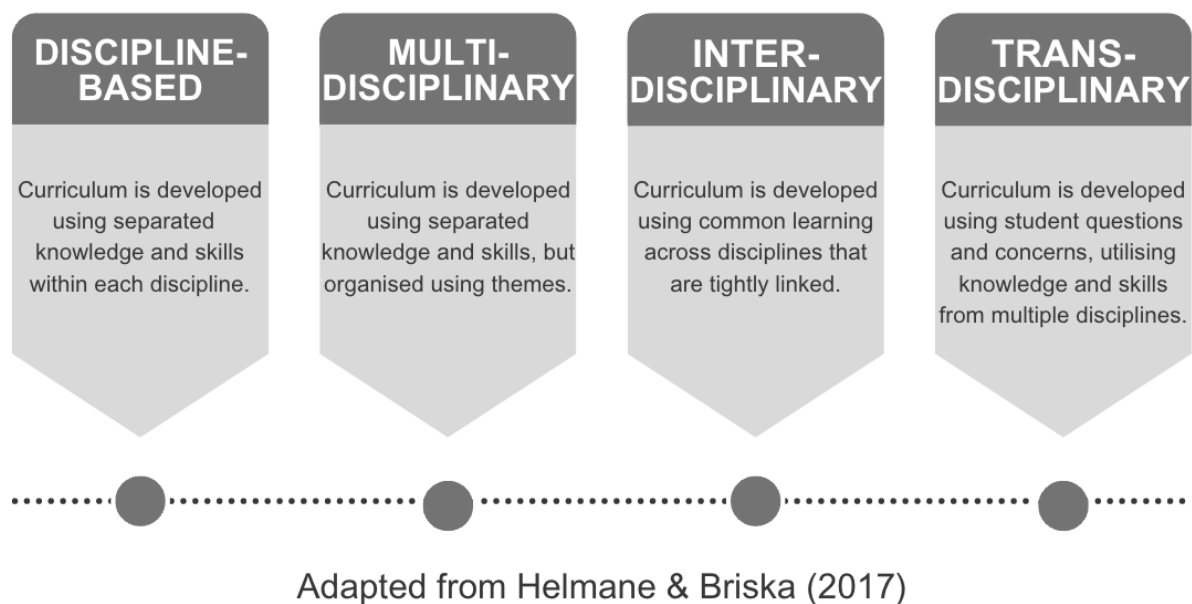 DISCIPLINE-
BASED
Curriculum is developed
using separated
knowledge and skills
within each discipline.
MULTI-
DISCIPLINARY
Curriculum is developed
using separated
knowledge and skills, but
organised using themes.
INTER-
DISCIPLINARY
Curriculum is developed
using common learning
across disciplines that
are tightly linked.
TRANS-
DISCIPLINARY
Curriculum is developed
using student questions
and concerns, utilising
knowledge and skills
from multiple disciplines.
Adapted from Helmane & Briska (2017)